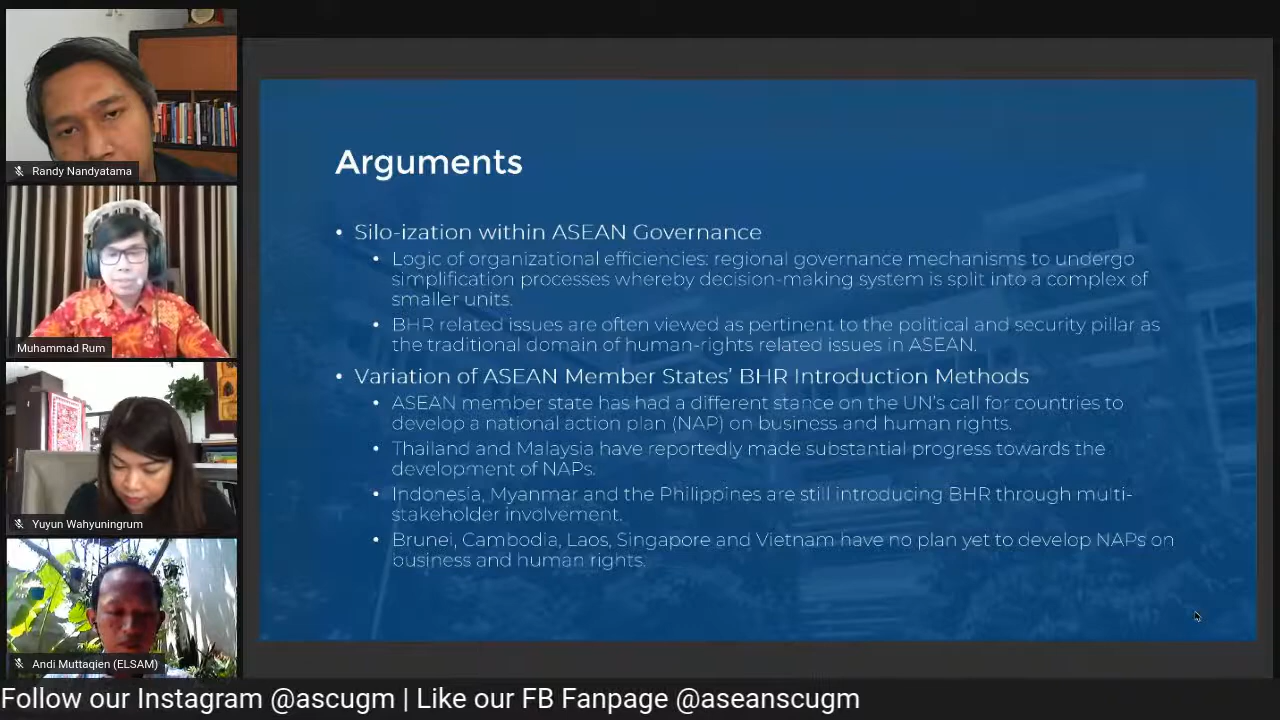 Randy Nandyatama
Muhammad Rum
Yuyun Wahyuningrum
Andi Muttaqien (ELSAM)
Arguments
• Silo-ization within ASEAN Governance
• Logic of organizational efficiencies: regional governance mechanisms to undergo
simplification processes whereby decision-making system is split into a complex of
smaller units.
• BHR related issues are often viewed as pertinent to the political and security pillar as
the traditional domain of human-rights related issues in ASEAN.
• Variation of ASEAN Member States’ BHR Introduction Methods
• ASEAN member state has had a different stance on the UN’s call for countries to
develop a national action plan (NAP) on business and human rights.
• Thailand and Malaysia have reportedly made substantial progress towards the
development of NAPs.
• Indonesia, Myanmar and the Philippines are still introducing BHR through multi-
stakeholder involvement.
• Brunei, Cambodia, Laos, Singapore and Vietnam have no plan yet to develop NAPs on
business and human rights.
Follow our Instagram @ascugm | Like our FB Fanpage @aseanscugm